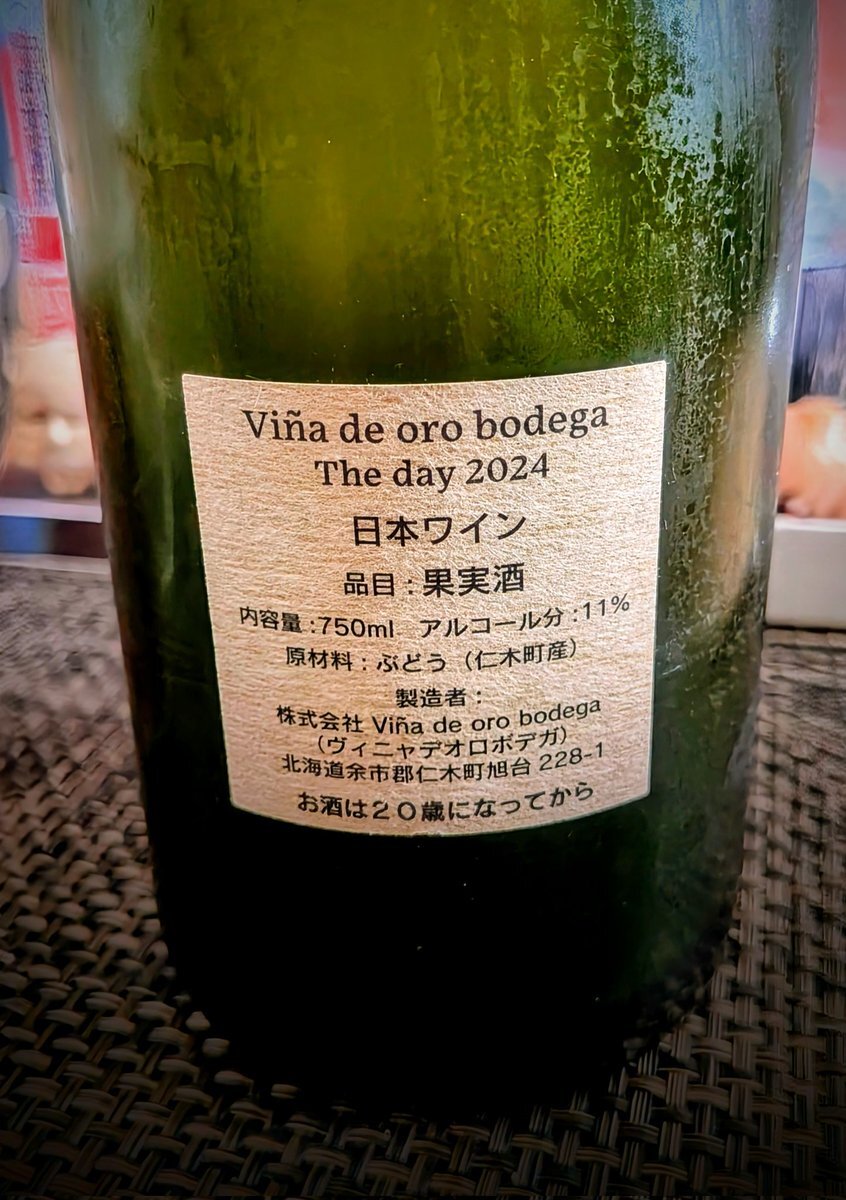 Viña de oro bodega
The day 2024
日本ワイン
品目：果実酒
内容量：750ml　アルコール分：11%
原材料：ぶどう（仁木町産）
製造者：
株式会社 Viña de oro bodega
（ヴィニャデオロボデガ）
北海道余市郡仁木町旭台 228-1
お酒は２０歳になってから